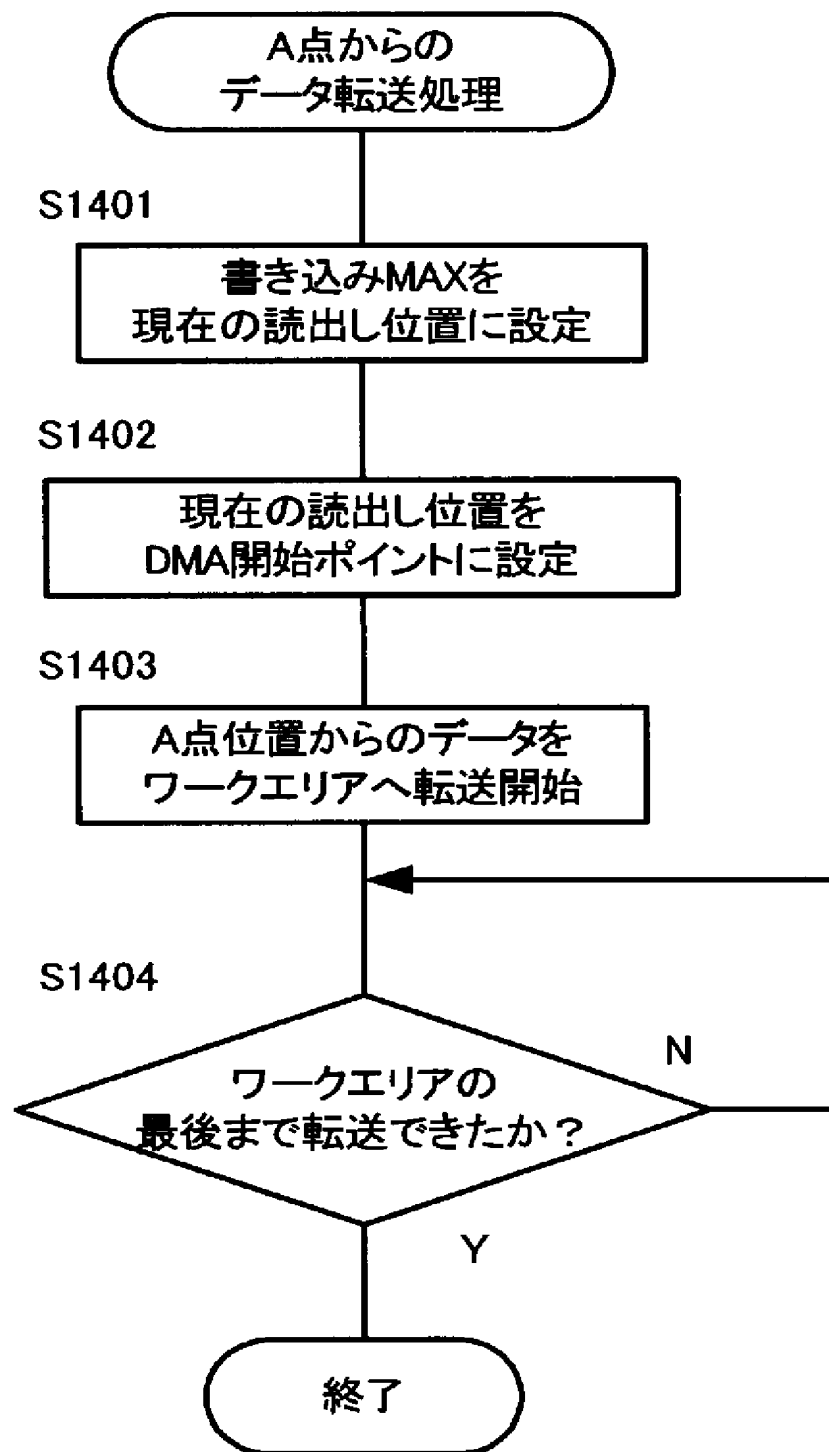 A点からの
データ転送処理
S1401
書き込みMAXを
現在の読出し位置に設定
S1402
現在の読出し位置を
DMA開始ポイントに設定
S1403
A点位置からのデータを
ワークエリアへ転送開始
S1404
ワークエリアの
最後まで転送できたか？
N
Y
終了